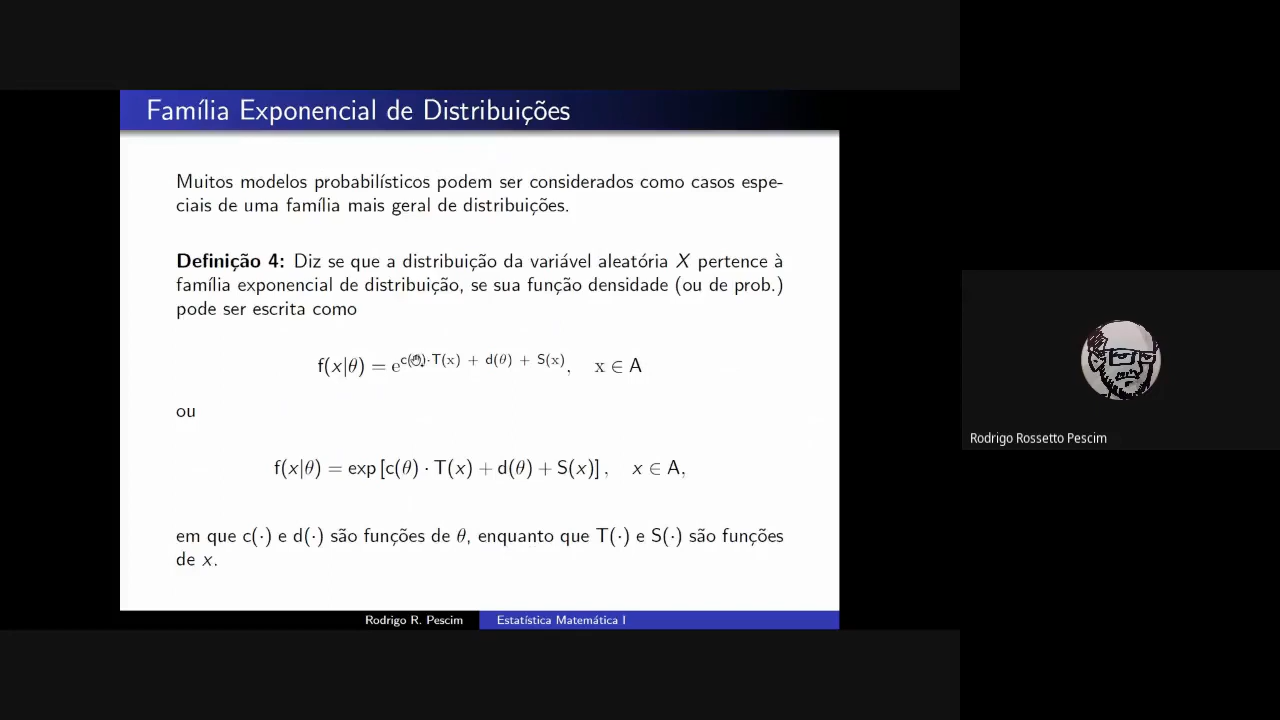 Família Exponencial de Distribuições
Muitos modelos probabilísticos podem ser considerados como casos espe-
ciais de uma família mais geral de distribuições.
Definição 4: Diz se que a distribuição da variável aleatória X pertence à
família exponencial de distribuição, se sua função densidade (ou de prob.)
pode ser escrita como
f(x|θ) = e^{c(θ)·T(x) + d(θ) + S(x)}, x ∈ A
ou
f(x|θ) = exp [c(θ) · T(x) + d(θ) + S(x)] , x ∈ A,
em que c(·) e d(·) são funções de θ, enquanto que T(·) e S(·) são funções
de x.
Rodrigo Rossetto Pescim
Rodrigo R. Pescim Estatística Matemática I